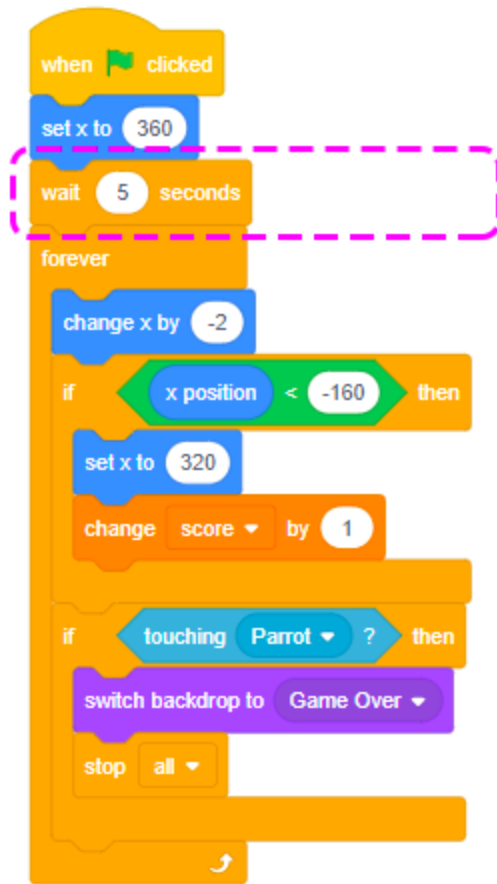 when clicked
set x to 360
wait 5 seconds
forever
change x by -2
if x position < -160 then
set x to 320
change score by 1
if touching Parrot ? then
switch backdrop to Game Over
stop all